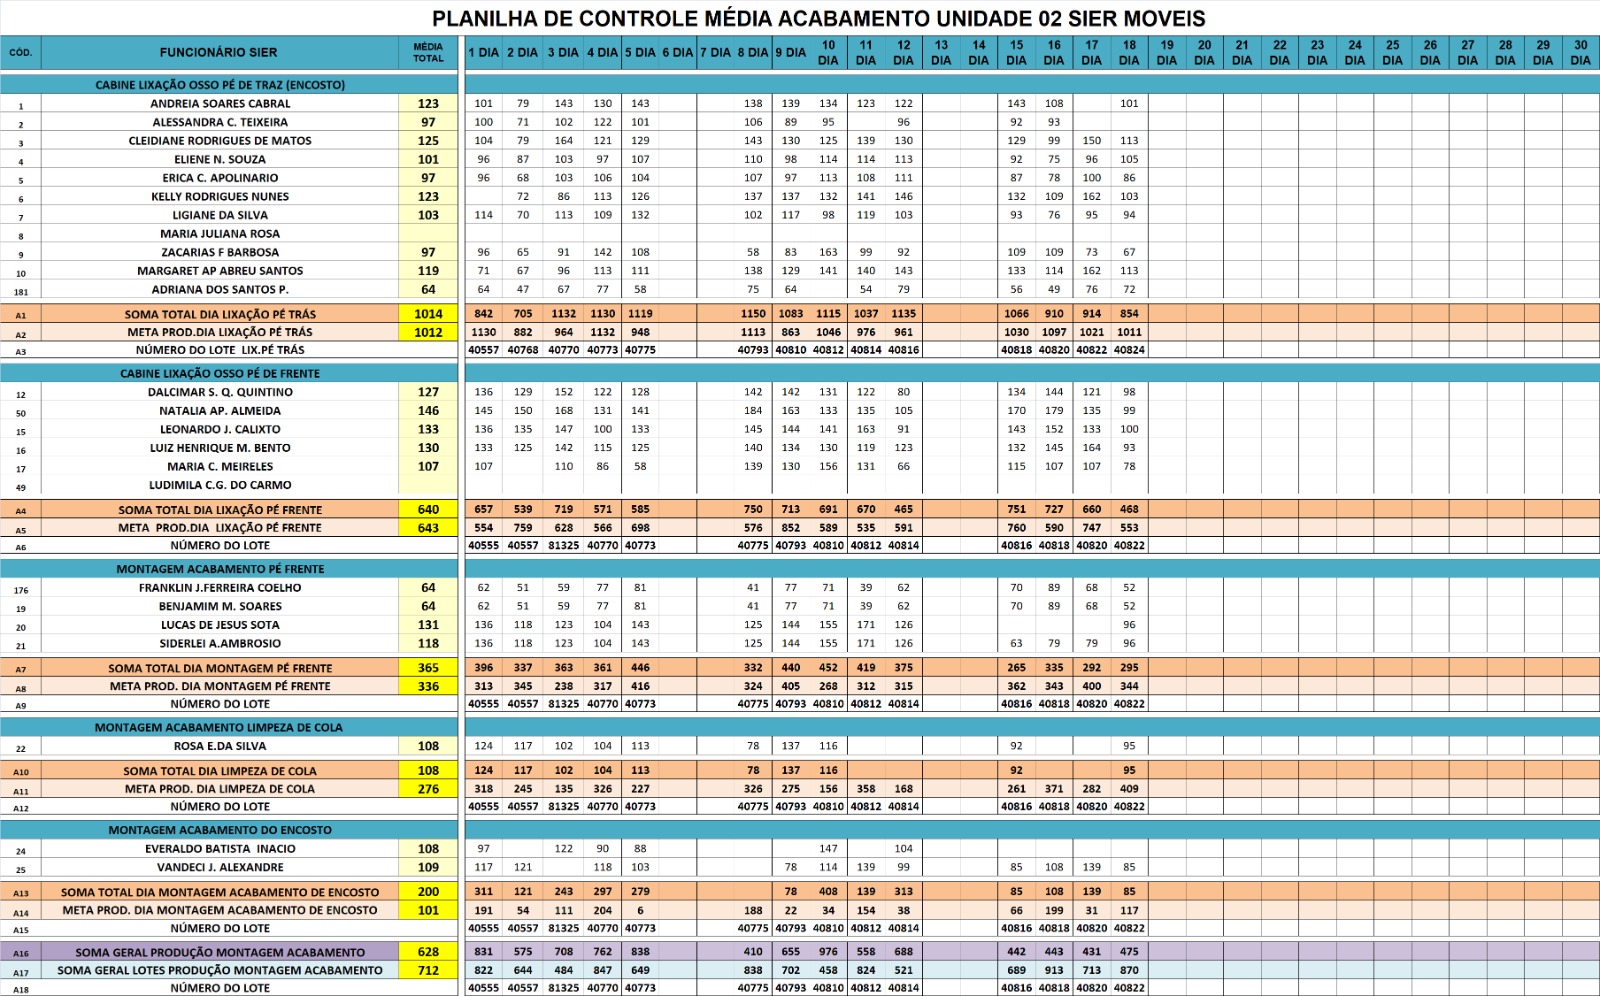 PLANILHA DE CONTROLE MÉDIA ACABAMENTO UNIDADE 02 SIER MOVEIS
CÓD. FUNCIONÁRIO SIER MÉDIA TOTAL 1 DIA 2 DIA 3 DIA 4 DIA 5 DIA 6 DIA 7 DIA 8 DIA 9 DIA 10 DIA 11 DIA 12 DIA 13 DIA 14 DIA 15 DIA 16 DIA 17 DIA 18 DIA 19 DIA 20 DIA 21 DIA 22 DIA 23 DIA 24 DIA 25 DIA 26 DIA 27 DIA 28 DIA 29 DIA 30 DIA
CABINE LIXAÇÃO OSSO PÉ DE TRAZ (ENCOSTO)
1 ANDREIA SOARES CABRAL 123 101 79 143 130 143 138 139 134 123 122 143 108 101
2 ALESSANDRA C. TEIXEIRA 97 100 71 102 122 101 106 89 95 96 92 93
3 CLEIDIANE RODRIGUES DE MATOS 125 104 79 164 121 129 143 130 125 139 130 129 99 150 113
4 ELIENE N. SOUZA 101 96 87 103 97 107 110 98 114 114 113 92 75 96 105
5 ERICA C. APOLINARIO 97 96 68 103 106 104 107 97 113 108 111 87 78 100 86
6 KELLY RODRIGUES NUNES 123 72 86 113 126 137 137 132 141 146 132 109 162 103
7 LIGIANE DA SILVA 103 114 70 113 109 132 102 117 98 119 103 93 76 95 94
8 MARIA JULIANA ROSA
9 ZACARIAS F BARBOSA 97 96 65 91 142 108 58 83 163 99 92 109 109 73 67
10 MARGARET AP ABREU SANTOS 119 71 67 96 113 111 138 129 141 140 143 133 114 162 113
181 ADRIANA DOS SANTOS P. 64 64 47 67 77 58 75 64 54 79 56 49 76 72
A1 SOMA TOTAL DIA LIXAÇÃO PÉ TRÁS 1014 842 705 1132 1130 1119 1150 1083 1115 1037 1135 1066 910 914 854
A2 META PROD.DIA LIXAÇÃO PÉ TRÁS 1012 1130 882 964 1132 948 1113 863 1046 976 961 1030 1097 1021 1011
A3 NÚMERO DO LOTE LIX.PÉ TRÁS 40557 40768 40770 40773 40775 40793 40810 40812 40814 40816 40818 40820 40822 40824
CABINE LIXAÇÃO OSSO PÉ DE FRENTE
12 DALCIMAR S. Q. QUINTINO 127 136 129 152 122 128 142 142 131 122 80 134 144 121 98
50 NATALIA AP. ALMEIDA 146 145 150 168 131 141 184 163 133 135 105 170 179 135 99
15 LEONARDO J. CALIXTO 133 136 135 147 100 133 145 144 141 163 91 143 152 133 100
16 LUIZ HENRIQUE M. BENTO 130 133 125 142 115 125 140 134 130 119 123 132 145 164 93
17 MARIA C. MEIRELES 107 107 110 86 58 139 130 156 131 66 115 107 107 78
49 LUDIMILA C.G. DO CARMO
A4 SOMA TOTAL DIA LIXAÇÃO PÉ FRENTE 640 657 539 719 571 585 750 713 691 670 465 751 727 660 468
A5 META PROD.DIA LIXAÇÃO PÉ FRENTE 643 554 759 628 566 698 576 852 589 535 591 760 590 747 553
A6 NÚMERO DO LOTE 40555 40557 81325 40770 40773 40775 40793 40810 40812 40814 40816 40818 40820 40822
MONTAGEM ACABAMENTO PÉ FRENTE
176 FRANKLIN J.FERREIRA COELHO 64 62 51 59 77 81 41 77 71 39 62 70 89 68 52
19 BENJAMIM M. SOARES 64 62 51 59 77 81 41 77 71 39 62 70 89 68 52
20 LUCAS DE JESUS SOTA 131 136 118 123 104 143 125 144 155 171 126 96
21 SIDERLEI A.AMBROSIO 118 136 118 123 104 143 125 144 155 171 126 63 79 79 96
A7 SOMA TOTAL DIA MONTAGEM PÉ FRENTE 365 396 337 363 361 446 332 440 452 419 375 265 335 292 295
A8 META PROD. DIA MONTAGEM PÉ FRENTE 336 313 345 238 317 416 324 405 268 312 315 362 343 400 344
A9 NÚMERO DO LOTE 40555 40557 81325 40770 40773 40775 40793 40810 40812 40814 40816 40818 40820 40822
MONTAGEM ACABAMENTO LIMPEZA DE COLA
22 ROSA E.DA SILVA 108 124 117 102 104 113 78 137 116 92 95
A10 SOMA TOTAL DIA LIMPEZA DE COLA 108 124 117 102 104 113 78 137 116 92 95
A11 META PROD. DIA LIMPEZA DE COLA 276 318 245 135 326 227 326 275 156 358 168 261 371 282 409
A12 NÚMERO DO LOTE 40555 40557 81325 40770 40773 40775 40793 40810 40812 40814 40816 40818 40820 40822
MONTAGEM ACABAMENTO DO ENCOSTO
24 EVERALDO BATISTA INACIO 108 97 122 90 88 147 104
25 VANDECI J. ALEXANDRE 109 117 121 118 103 78 114 139 99 85 108 139 85
A13 SOMA TOTAL DIA MONTAGEM ACABAMENTO DE ENCOSTO 200 311 121 243 297 279 78 408 139 313 85 108 139 85
A14 META PROD. DIA MONTAGEM ACABAMENTO DE ENCOSTO 101 191 54 111 204 6 188 22 34 154 38 66 199 31 117
A15 NÚMERO DO LOTE 40555 40557 81325 40770 40773 40775 40793 40810 40812 40814 40816 40818 40820 40822
A16 SOMA GERAL PRODUÇÃO MONTAGEM ACABAMENTO 628 831 575 708 762 838 410 655 976 558 688 442 443 431 475
A17 SOMA GERAL LOTES PRODUÇÃO MONTAGEM ACABAMENTO 712 822 644 484 847 649 838 702 458 824 521 689 913 713 870
A18 NÚMERO DO LOTE 40555 40557 81325 40770 40773 40775 40793 40810 40812 40814 40816 40818 40820 40822